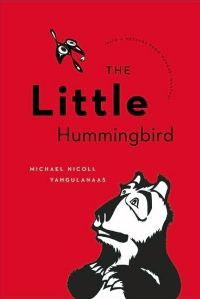 THE
Little
Hummingbird
MICHAEL NICOLL
YAHGULANAAS